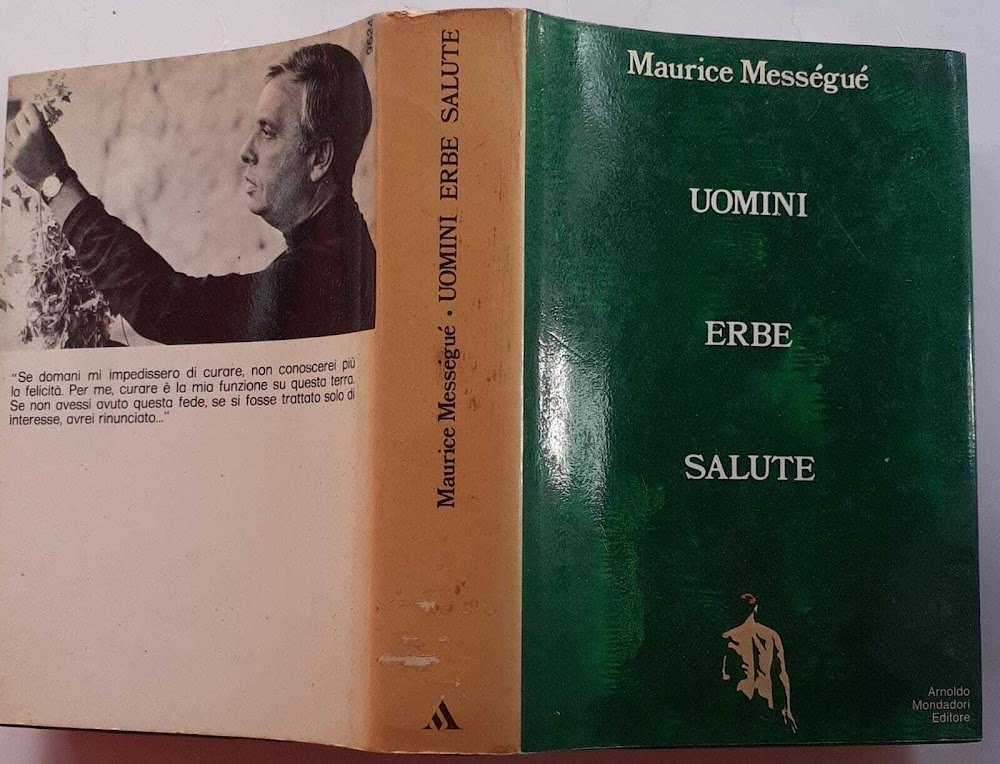 0624
"Se domani mi impedissero di curare, non conoscerei più
la felicità. Per me, curare è la mia funzione su questa terra.
Se non avessi avuto questa fede, se si fosse trattato solo di
interesse, avrei rinunciato..."
Maurice Mességué · UOMINI ERBE SALUTE
Maurice Mességué
UOMINI
ERBE
SALUTE
Arnoldo
Mondadori
Editore